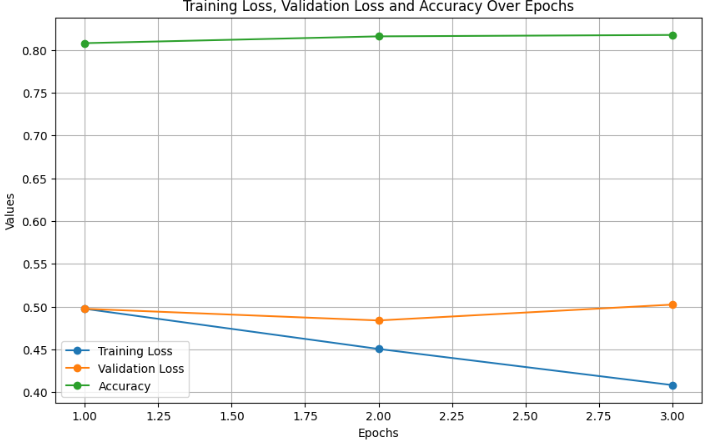 Training Loss, Validation Loss and Accuracy Over Epochs
Values
0.80
0.75
0.70
0.65
0.60
0.55
0.50
0.45
0.40
Training Loss
Validation Loss
Accuracy
1.00 1.25 1.50 1.75 2.00 2.25 2.50 2.75 3.00
Epochs